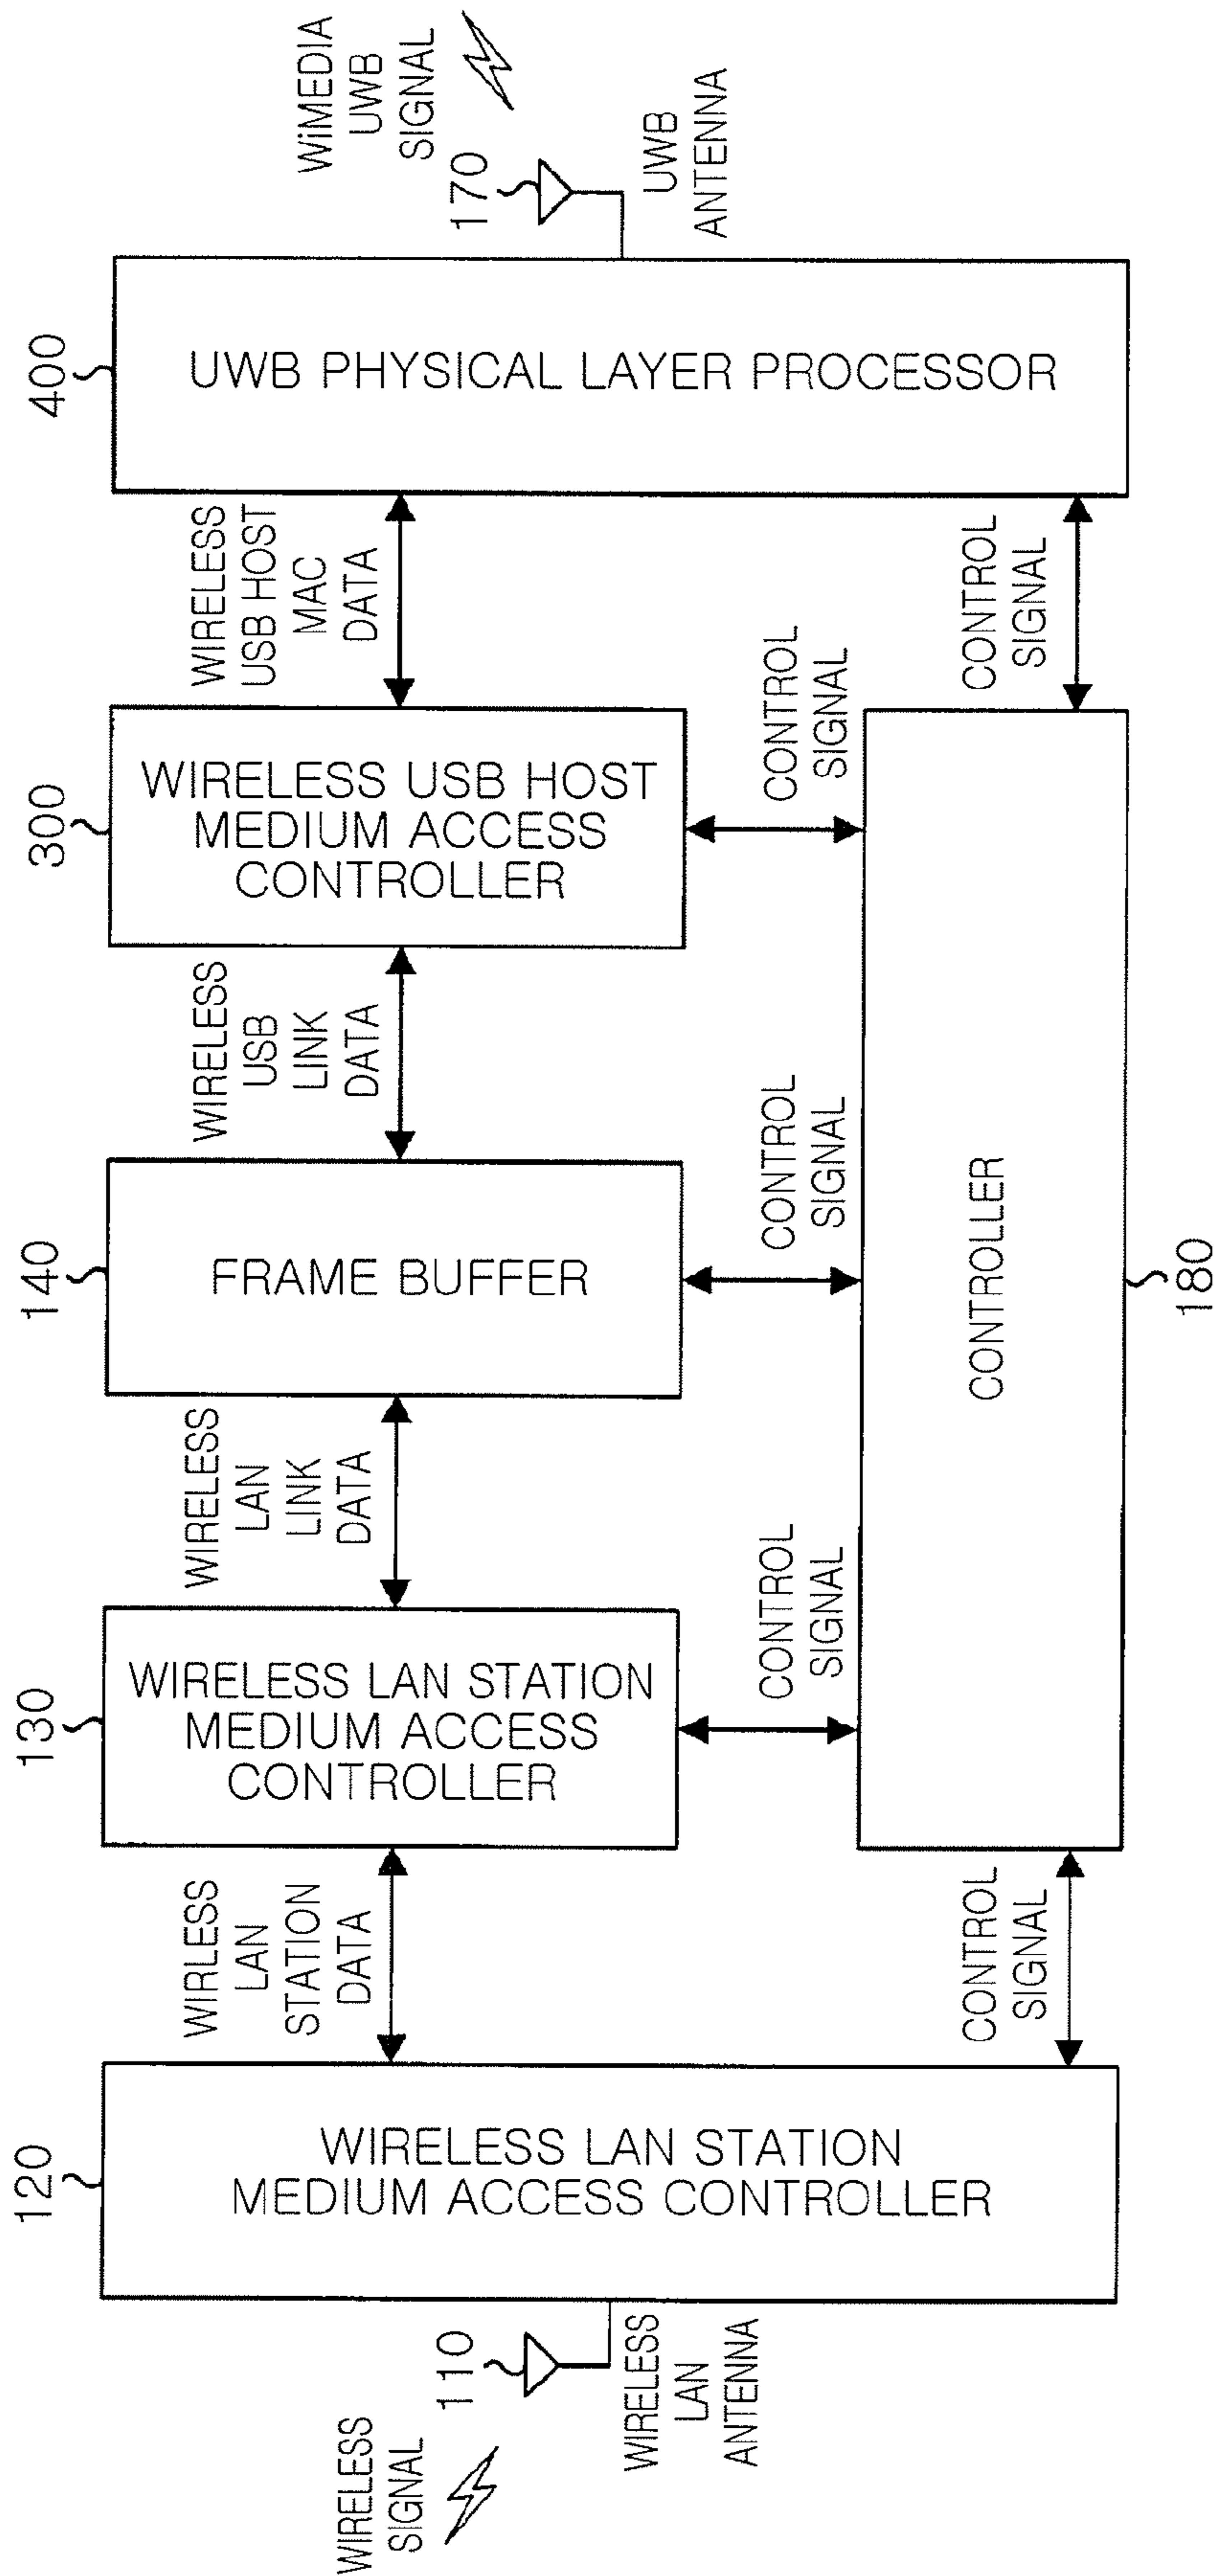 WIRELESS
SIGNAL
110
WIRELESS
LAN
ANTENNA
120
WIRELESS LAN STATION
MEDIUM ACCESS CONTROLLER
WIRLESS
LAN
STATION
DATA
CONTROL
SIGNAL
130
WIRELESS LAN STATION
MEDIUM ACCESS
CONTROLLER
CONTROL
SIGNAL
WIRELESS
LAN
LINK
DATA
140
FRAME BUFFER
CONTROL
SIGNAL
WIRELESS
USB
LINK
DATA
300
WIRELESS USB HOST
MEDIUM ACCESS
CONTROLLER
CONTROL
SIGNAL
CONTROLLER
180
WIRELESS
USB HOST
MAC
DATA
CONTROL
SIGNAL
400
UWB PHYSICAL LAYER PROCESSOR
WiMEDIA
UWB
SIGNAL
170
UWB
ANTENNA